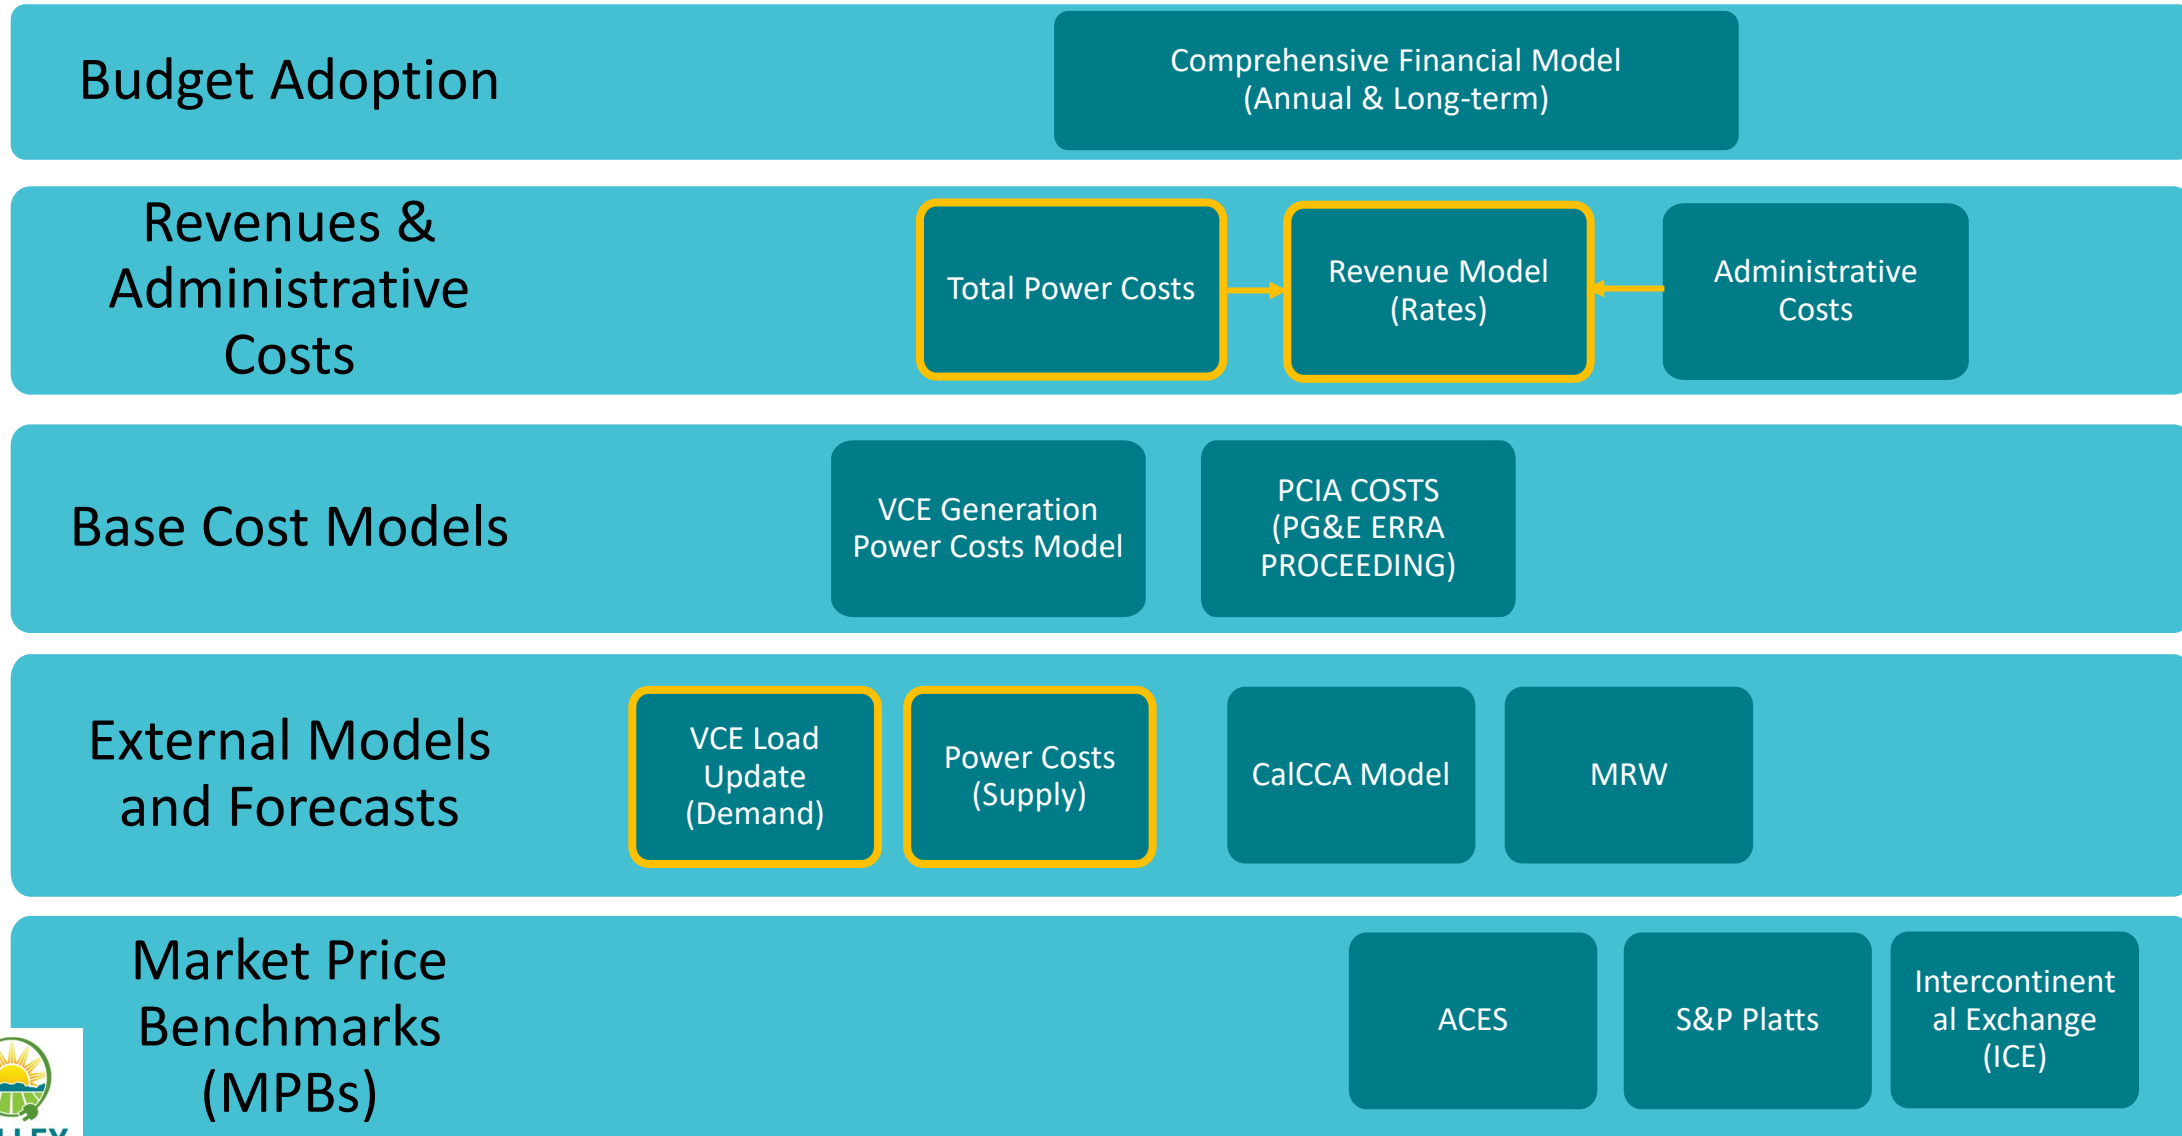 Budget Adoption
Comprehensive Financial Model
(Annual & Long-term)
Revenues &
Administrative
Costs
Total Power Costs
Revenue Model
(Rates)
Administrative
Costs
Base Cost Models
VCE Generation
Power Costs Model
PCIA COSTS
(PG&E ERRA
PROCEEDING)
External Models
and Forecasts
VCE Load
Update
(Demand)
Power Costs
(Supply)
CalCCA Model
MRW
Market Price
Benchmarks
(MPBs)
ACES
S&P Platts
Intercontinent
al Exchange
(ICE)